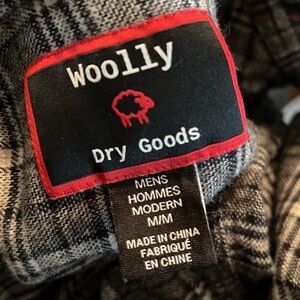 Woolly
Dry Goods
MENS
HOMMES
MODERN
M/M
MADE IN CHINA
FABRIQUÉ
EN CHINE